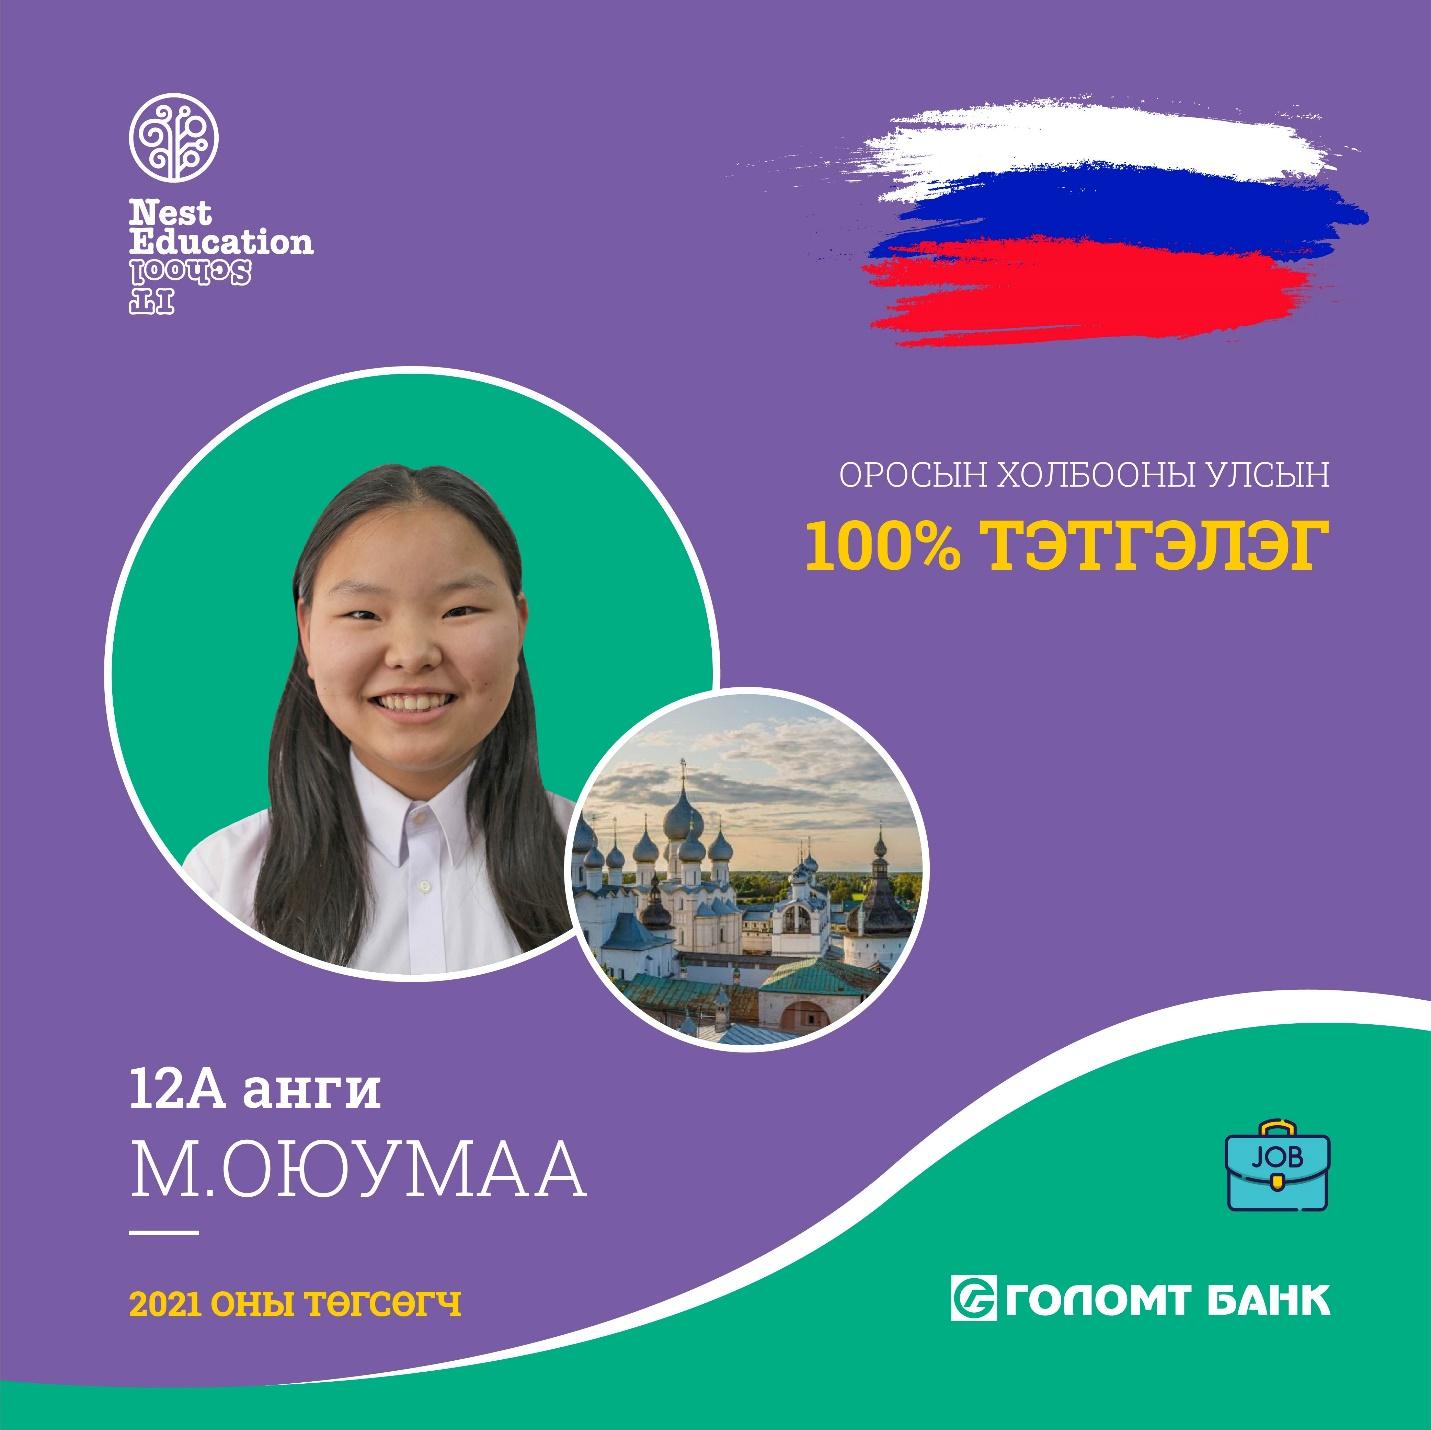 Nest
Education
school
IT
ОРОСЫН ХОЛБООНЫ УЛСЫН
100% ТЭТГЭЛЭГ
12А анги
М.ОЮУМАА
2021 ОНЫ ТӨГСӨГЧ
JOB
ГОЛОМТ БАНК